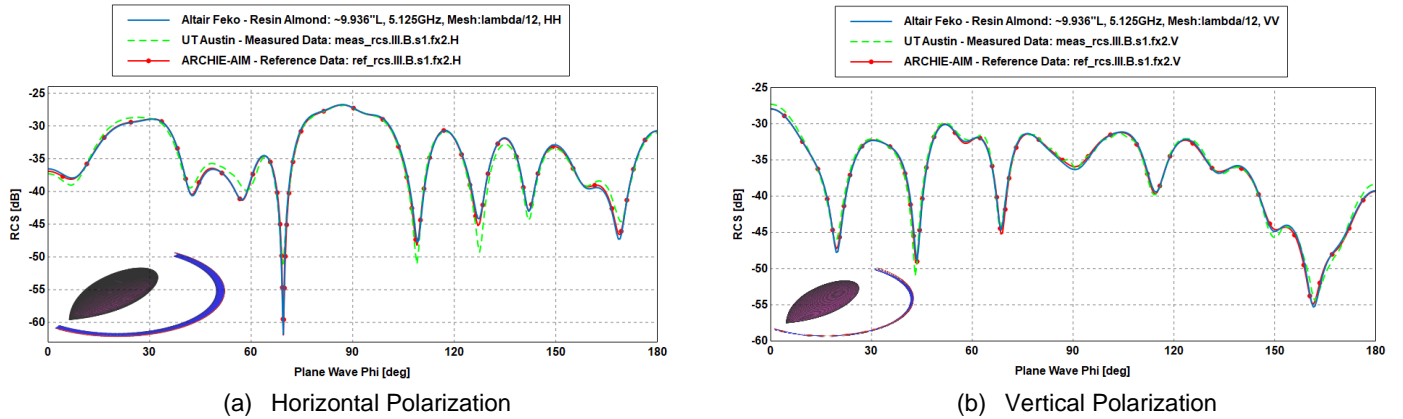 Altair Feko - Resin Almond: ~9.936"L, 5.125GHz, Mesh:lambda/12, HH
UT Austin - Measured Data: meas_rcs.III.B.s1.fx2.H
ARCHIE-AIM - Reference Data: ref_rcs.III.B.s1.fx2.H
-25
-30
-35
-40
-45
-50
-55
-60
RCS [dB]
0 30 60 90 120 150 180
Plane Wave Phi [deg]
(a) Horizontal Polarization
Altair Feko - Resin Almond: ~9.936"L, 5.125GHz, Mesh:lambda/12, VV
UT Austin - Measured Data: meas_rcs.III.B.s1.fx2.V
ARCHIE-AIM - Reference Data: ref_rcs.III.B.s1.fx2.V
-25
-30
-35
-40
-45
-50
-55
-60
RCS [dB]
0 30 60 90 120 150 180
Plane Wave Phi [deg]
(b) Vertical Polarization